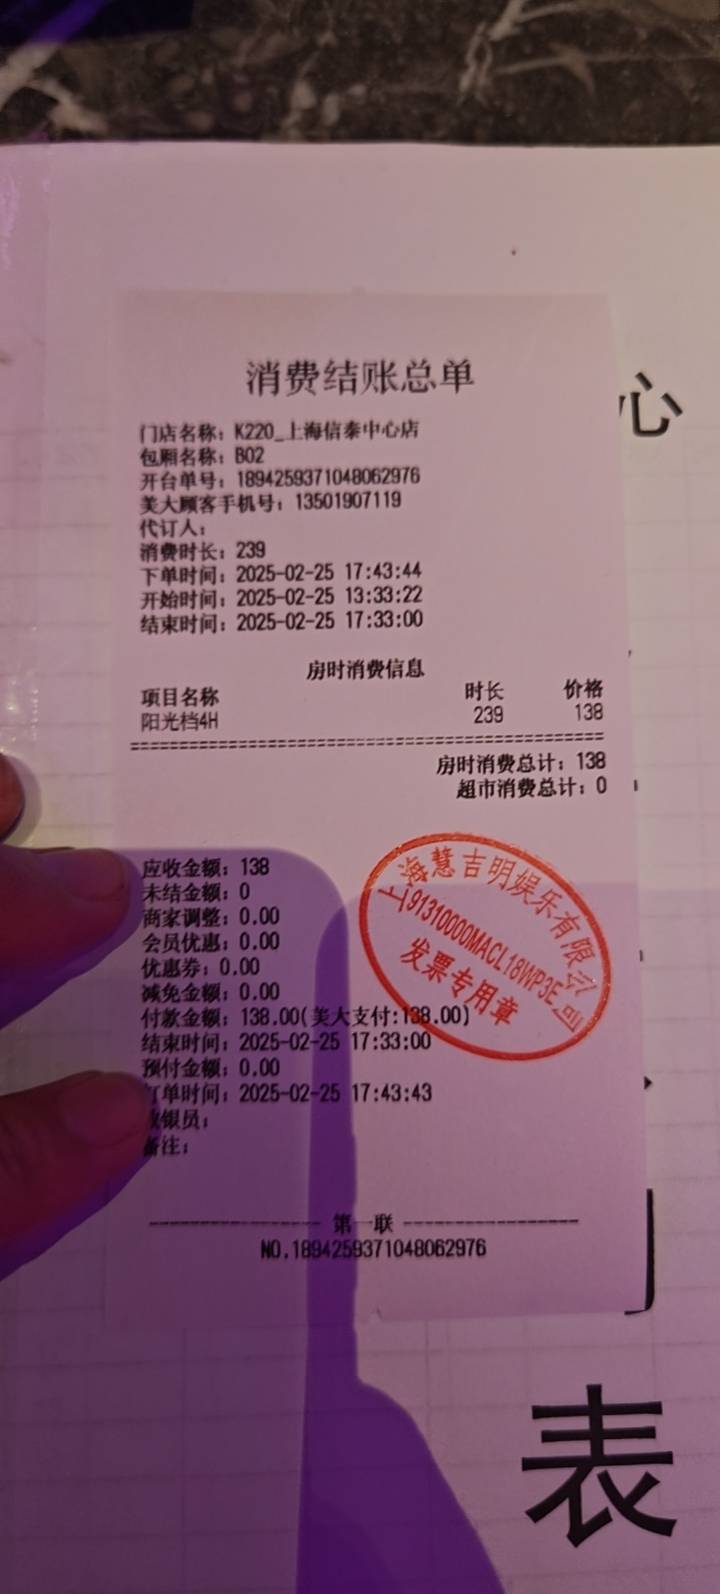 消费结账总单
门店名称：K220_上海信泰中心店
包厢名称：B02
开台单号：1894259371048062976
美大顾客手机号：13501907119
代订人：
消费时长：239
下单时间：2025-02-25 17:43:44
开始时间：2025-02-25 13:33:22
结束时间：2025-02-25 17:33:00
房时消费信息
项目名称 时长 价格
阳光档4H 239 138
房时消费总计：138
超市消费总计：0
应收金额：138
未结金额：0
商家调整：0.00
会员优惠：0.00
优惠券：0.00
减免金额：0.00
付款金额：138.00(美大支付:138.00)
结束时间：2025-02-25 17:33:00
预付金额：0.00
订单时间：2025-02-25 17:43:43
收银员：
备注：
上海慧吉明娱乐有限公司
91310000MACL18WP3E
发票专用章
第一联
NO.1894259371048062976
心
表